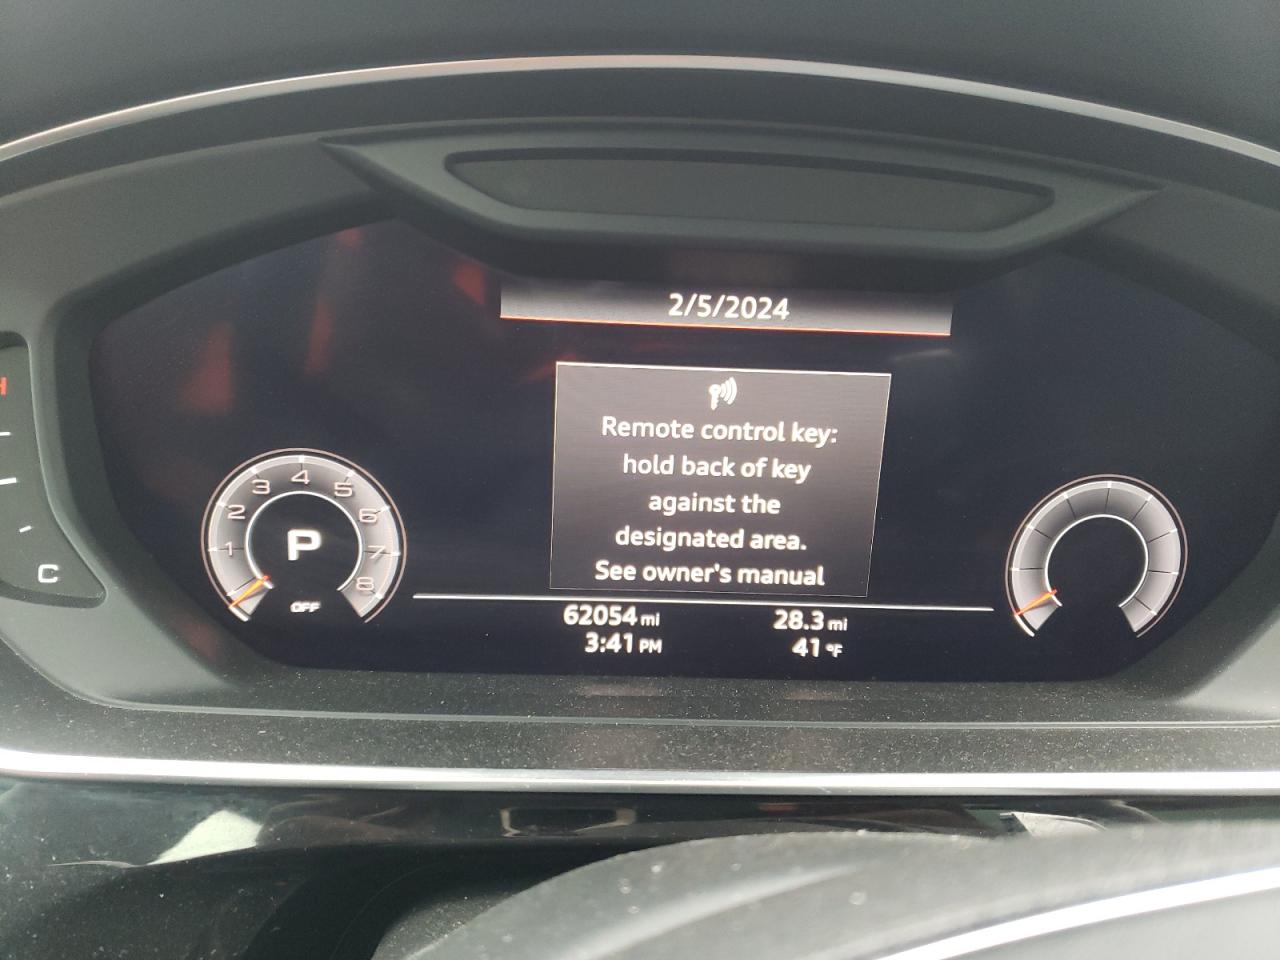 2/5/2024
Remote control key:
hold back of key
against the
designated area.
See owner's manual
1 2 3 4 5 6 7 8
P
OFF
62054 mi 28.3 mi
3:41 PM 41 °F
H
C